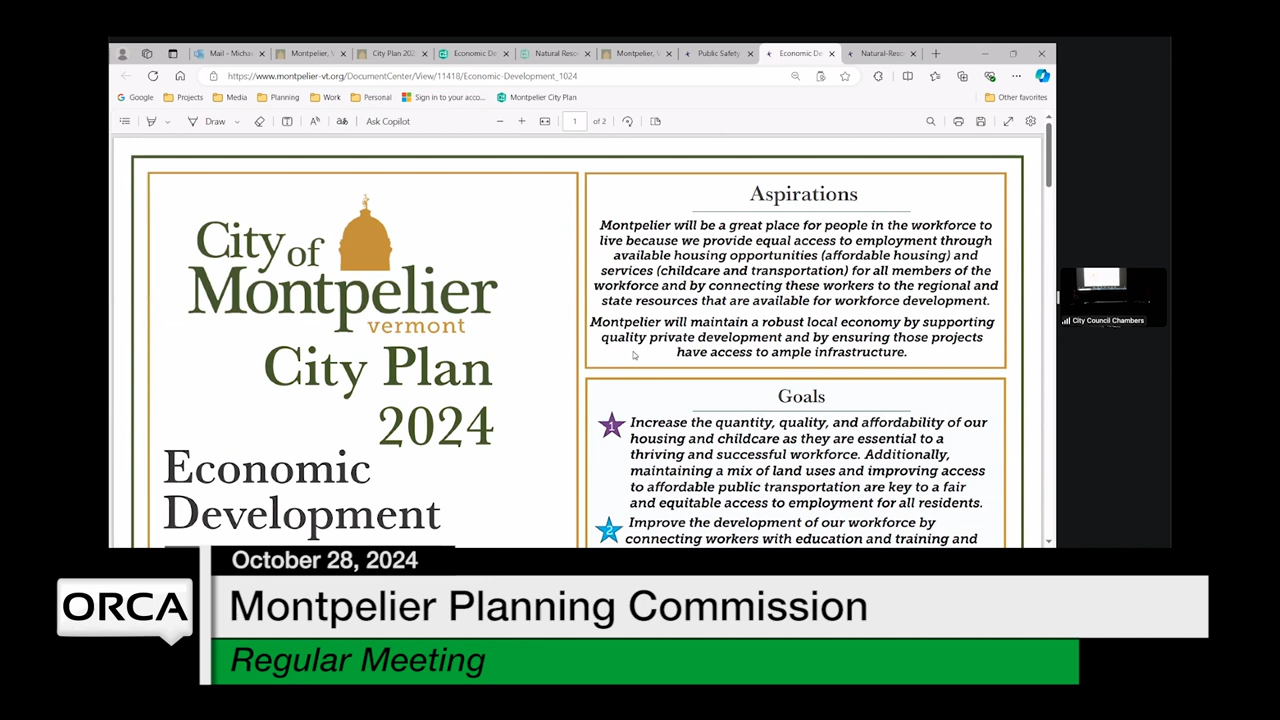 Mail - Micha
Montpelier, V
City Plan 202
Economic De
Natural Reso
Montpelier, V
Public Safety
Economic De
Natural-Reso
https://www.montpelier-vt.org/DocumentCenter/View/11418/Economic-Development_1024
Google
Projects
Media
Planning
Work
Personal
Sign in to your acco...
Montpelier City Plan
Other favorites
Draw
Ask Copilot
1 of 2
City of
Montpelier
vermont
City Plan
2024
Economic
Development
Aspirations
Montpelier will be a great place for people in the workforce to
live because we provide equal access to employment through
available housing opportunities (affordable housing) and
services (childcare and transportation) for all members of the
workforce and by connecting these workers to the regional and
state resources that are available for workforce development.
Montpelier will maintain a robust local economy by supporting
quality private development and by ensuring those projects
have access to ample infrastructure.
Goals
1
Increase the quantity, quality, and affordability of our
housing and childcare as they are essential to a
thriving and successful workforce. Additionally,
maintaining a mix of land uses and improving access
to affordable public transportation are key to a fair
and equitable access to employment for all residents.
2
Improve the development of our workforce by
connecting workers with education and training and
City Council Chambers
October 28, 2024
ORCA
Montpelier Planning Commission
Regular Meeting